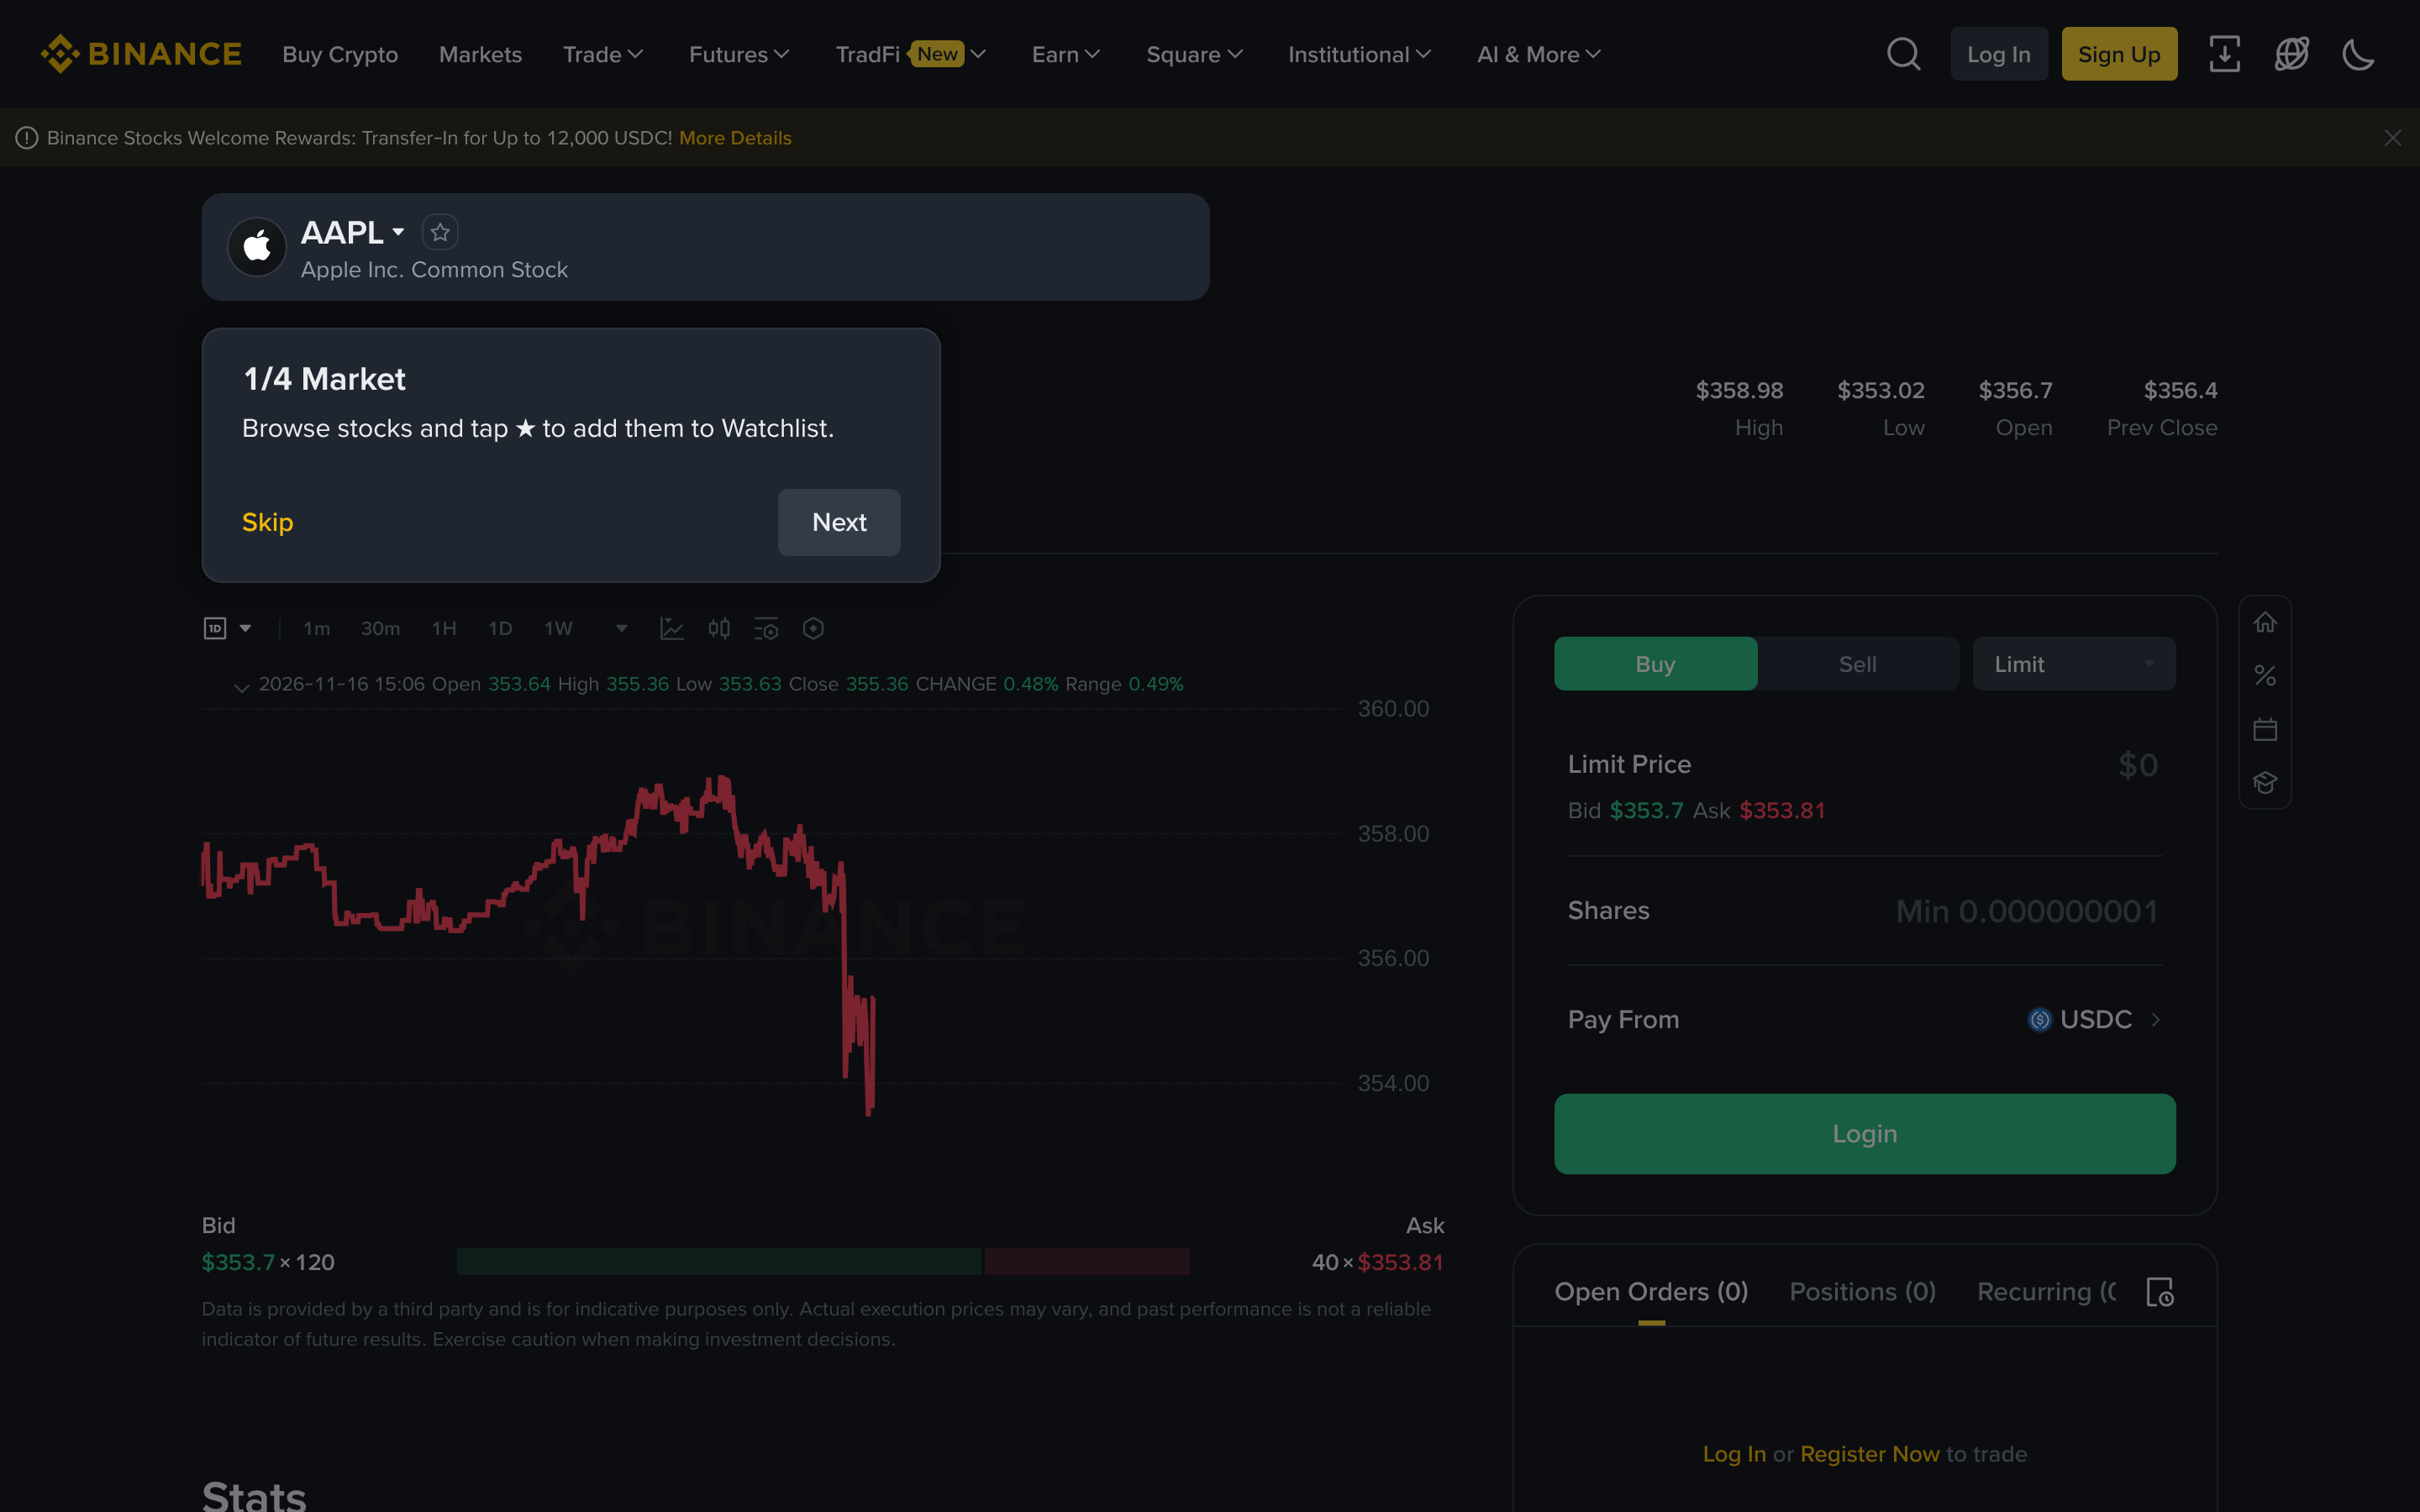 BINANCE Buy Crypto Markets Trade Futures TradFi New Earn Square Institutional AI & More Log In Sign Up
Binance Stocks Welcome Rewards: Transfer-In for Up to 12,000 USDC! More Details
AAPL
Apple Inc. Common Stock
1/4 Market
Browse stocks and tap ★ to add them to Watchlist.
Skip Next
$358.98 $353.02 $356.7 $356.4
High Low Open Prev Close
1D 1m 30m 1H 1D 1W
2026-11-16 15:06 Open 353.64 High 355.36 Low 353.63 Close 355.36 CHANGE 0.48% Range 0.49%
360.00
358.00
356.00
354.00
BINANCE
Bid Ask
$353.7 × 120 40 × $353.81
Data is provided by a third party and is for indicative purposes only. Actual execution prices may vary, and past performance is not a reliable
indicator of future results. Exercise caution when making investment decisions.
Stats
Buy Sell Limit
Limit Price $0
Bid $353.7 Ask $353.81
Shares Min 0.000000001
Pay From USDC
Login
Open Orders (0) Positions (0) Recurring (
Log In or Register Now to trade